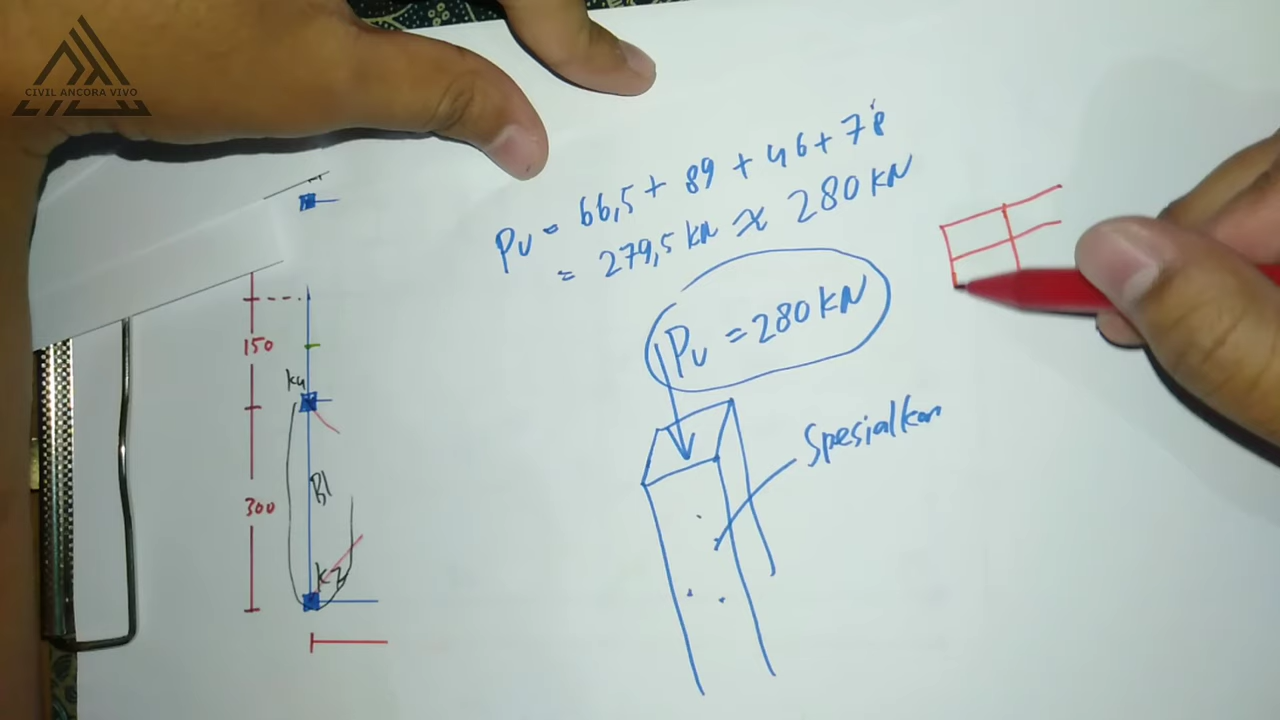 CIVIL ANCORA VIVO
Pu = 66,5 + 89 + 46 + 78
= 279,5 kN ≈ 280 kN
Pu = 280 kN
Spesialkan
150
K4
B1
300
K3